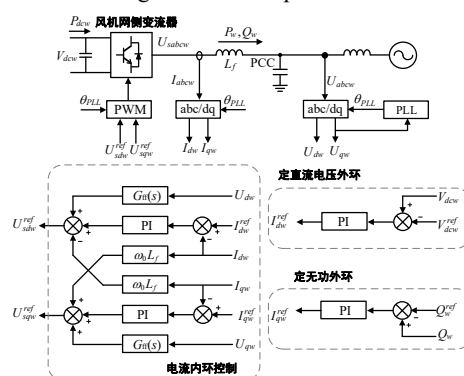 风机网侧变流器
P_dcw
V_dcw
U_sabcw
P_w, Q_w
L_f
PCC
I_abcw
U_abcw
θ_PLL
PWM
abc/dq
θ_PLL
abc/dq
θ_PLL
PLL
U_sdw^ref
U_sqw^ref
I_dw
I_qw
U_dw
U_qw
G_ff(s)
U_dw
U_sdw^ref
PI
I_dw^ref
ω_0L_f
I_dw
ω_0L_f
I_qw
U_sqw^ref
PI
I_qw^ref
G_ff(s)
U_qw
电流内环控制
定直流电压外环
I_dw^ref
PI
V_dcw
V_dcw^ref
定无功外环
I_qw^ref
PI
Q_w^ref
Q_w